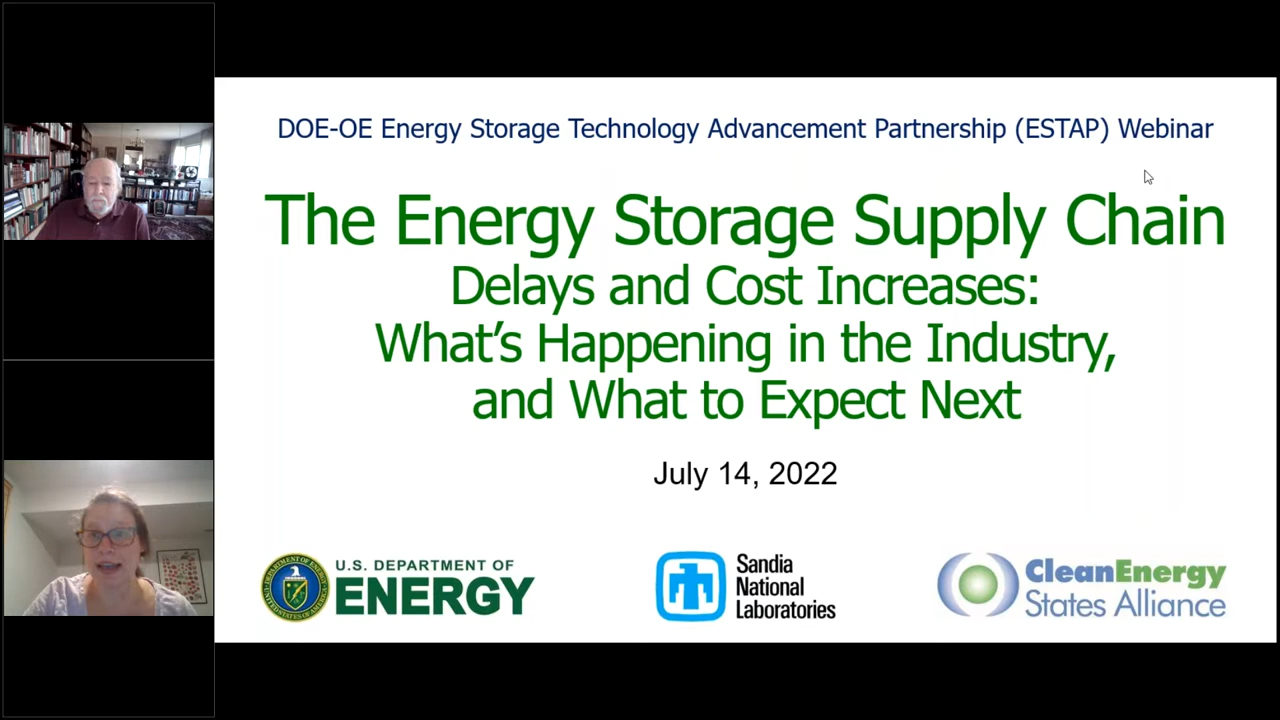 DOE-OE Energy Storage Technology Advancement Partnership (ESTAP) Webinar
The Energy Storage Supply Chain
Delays and Cost Increases:
What's Happening in the Industry,
and What to Expect Next
July 14, 2022
U.S. DEPARTMENT OF
ENERGY
Sandia
National
Laboratories
CleanEnergy
States Alliance